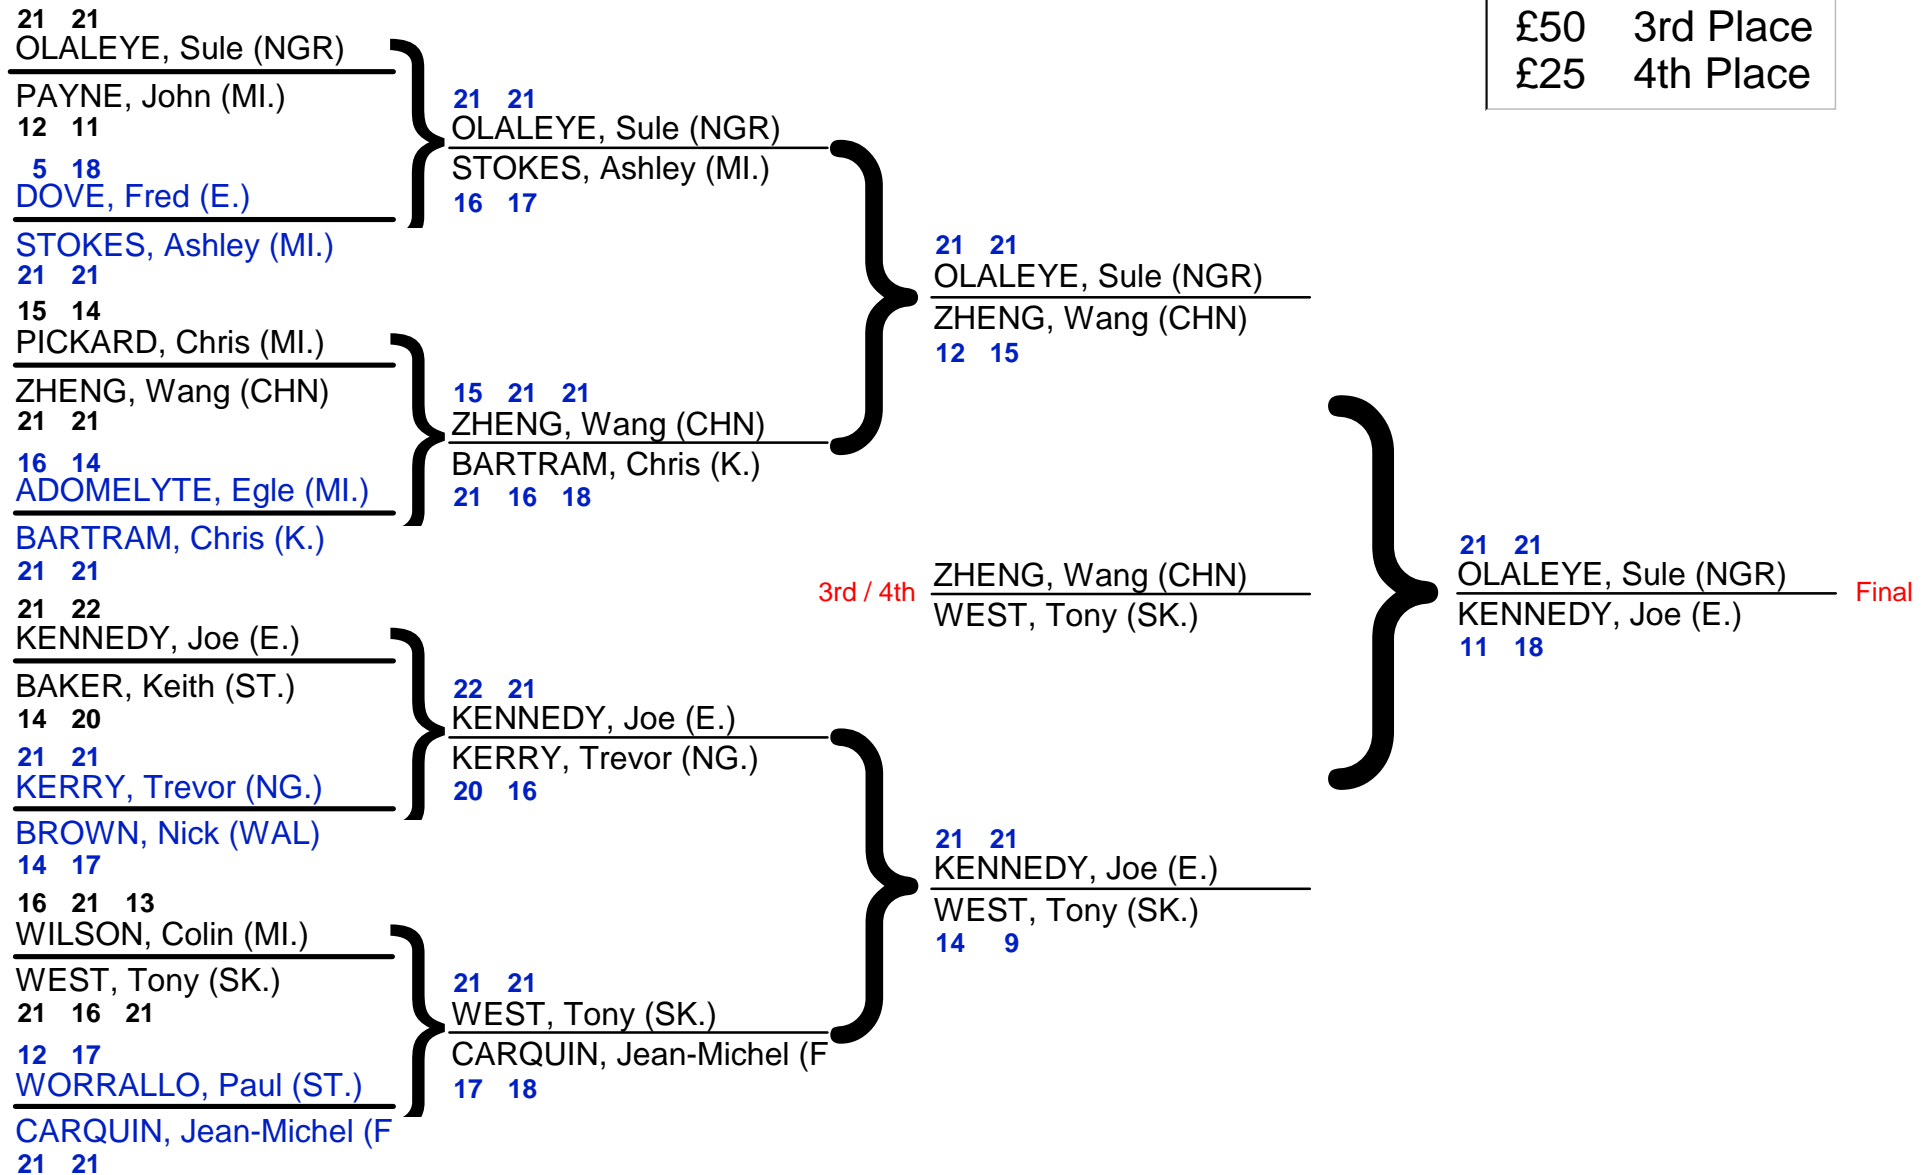 £50 3rd Place
£25 4th Place
21 21
OLALEYE, Sule (NGR)
PAYNE, John (MI.)
12 11
5 18
DOVE, Fred (E.)
STOKES, Ashley (MI.)
21 21
15 14
PICKARD, Chris (MI.)
ZHENG, Wang (CHN)
21 21
16 14
ADOMELYTE, Egle (MI.)
BARTRAM, Chris (K.)
21 21
21 22
KENNEDY, Joe (E.)
BAKER, Keith (ST.)
14 20
21 21
KERRY, Trevor (NG.)
BROWN, Nick (WAL)
14 17
16 21 13
WILSON, Colin (MI.)
WEST, Tony (SK.)
21 16 21
12 17
WORRALLO, Paul (ST.)
CARQUIN, Jean-Michel (F
21 21
21 21
OLALEYE, Sule (NGR)
STOKES, Ashley (MI.)
16 17
15 21 21
ZHENG, Wang (CHN)
BARTRAM, Chris (K.)
21 16 18
22 21
KENNEDY, Joe (E.)
KERRY, Trevor (NG.)
20 16
21 21
WEST, Tony (SK.)
CARQUIN, Jean-Michel (F
17 18
21 21
OLALEYE, Sule (NGR)
ZHENG, Wang (CHN)
12 15
3rd / 4th
ZHENG, Wang (CHN)
WEST, Tony (SK.)
21 21
KENNEDY, Joe (E.)
WEST, Tony (SK.)
14 9
21 21
OLALEYE, Sule (NGR)
KENNEDY, Joe (E.)
11 18
Final